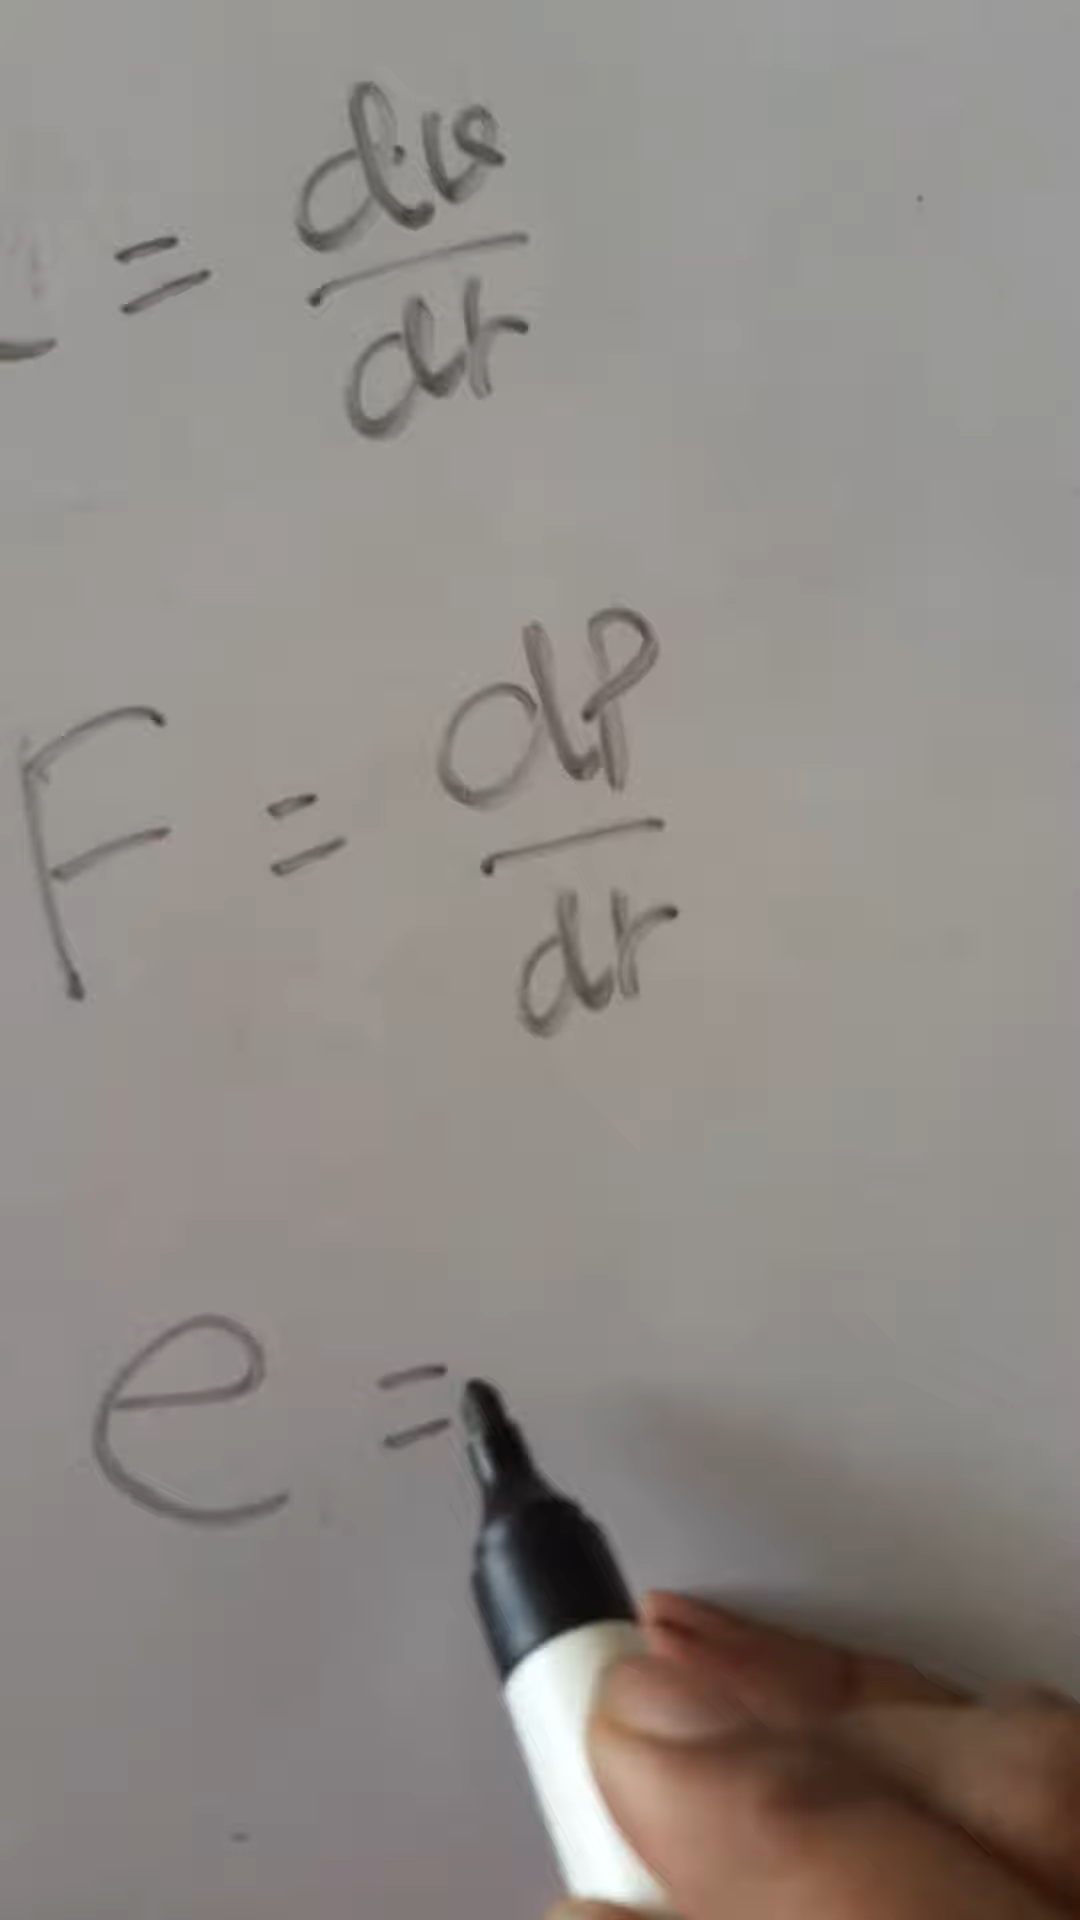 = dv/dt
F = dP/dt
e =